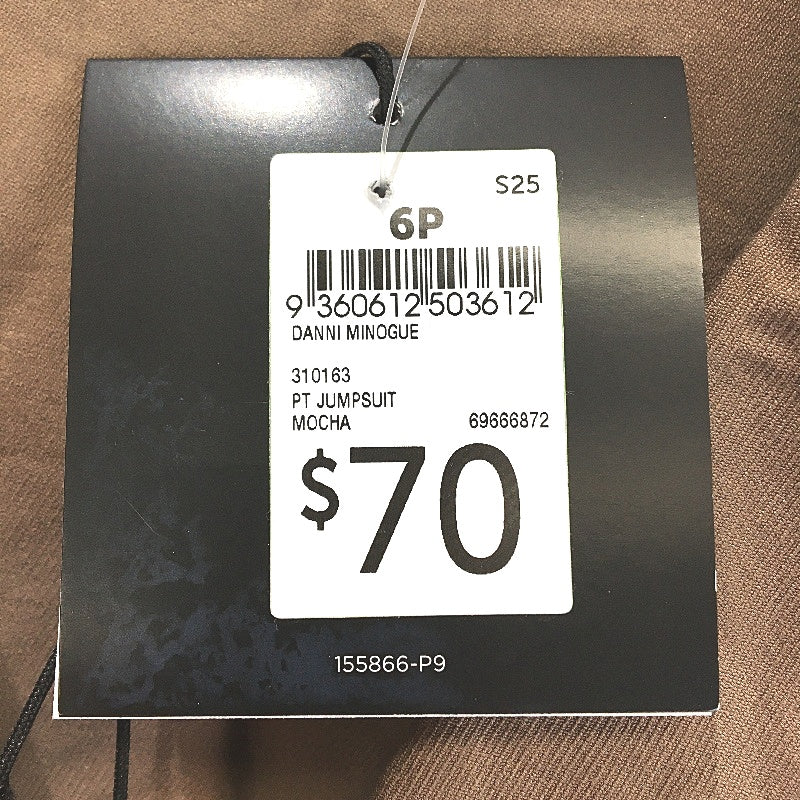 S25
6P
9 360612 503612
DANNI MINOGUE
310163
PT JUMPSUIT
MOCHA 69666872
$70
155866-P9